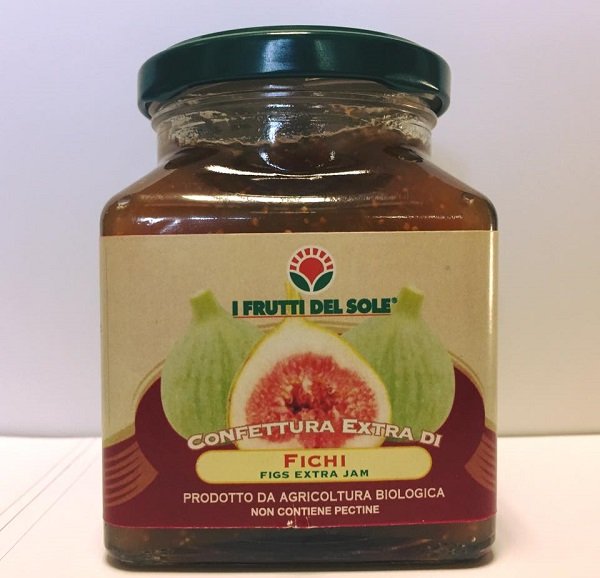 I FRUTTI DEL SOLE®
CONFETTURA EXTRA DI
FICHI
FIGS EXTRA JAM
PRODOTTO DA AGRICOLTURA BIOLOGICA
NON CONTIENE PECTINE